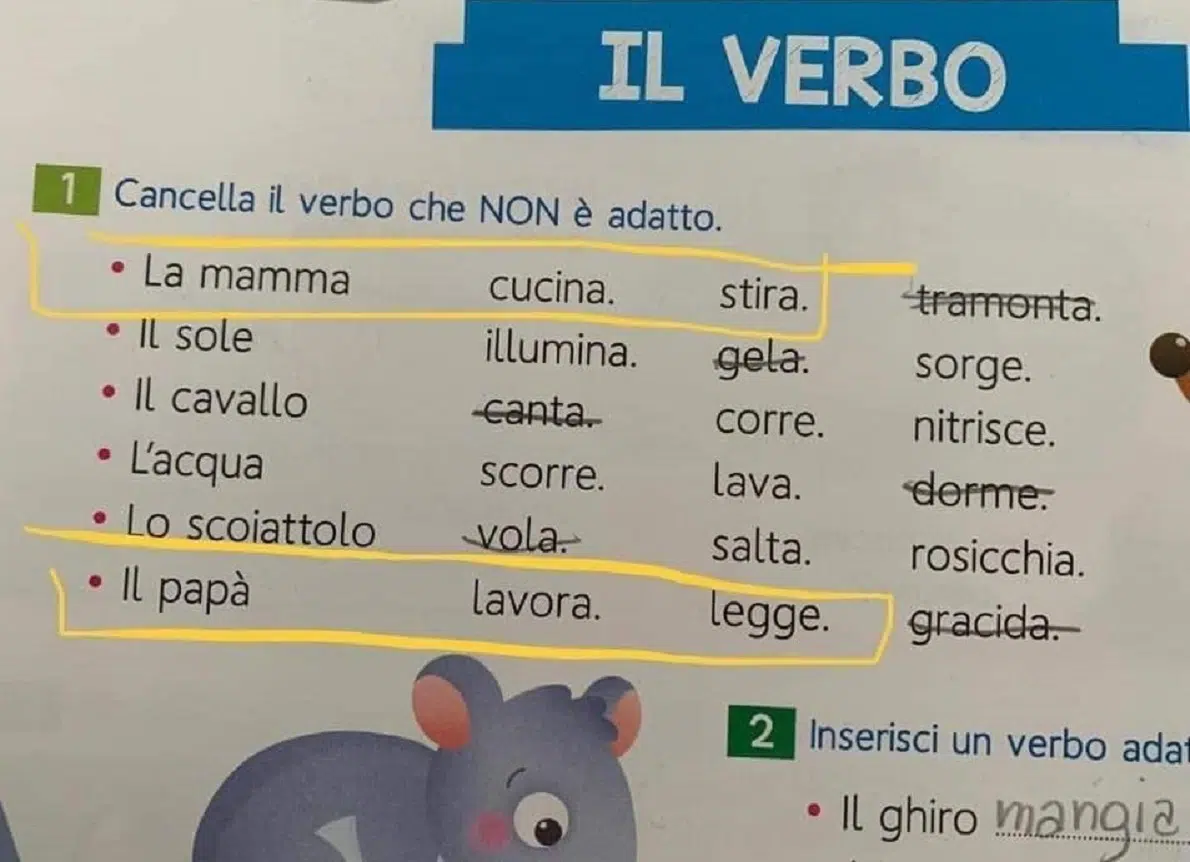 IL VERBO
1 Cancella il verbo che NON è adatto.
• La mamma cucina. stira. tramonta.
• Il sole illumina. gela. sorge.
• Il cavallo canta. corre. nitrisce.
• L'acqua scorre. lava. dorme.
• Lo scoiattolo vola. salta. rosicchia.
• Il papà lavora. legge. gracida.
2 Inserisci un verbo adat
• Il ghiro mangia